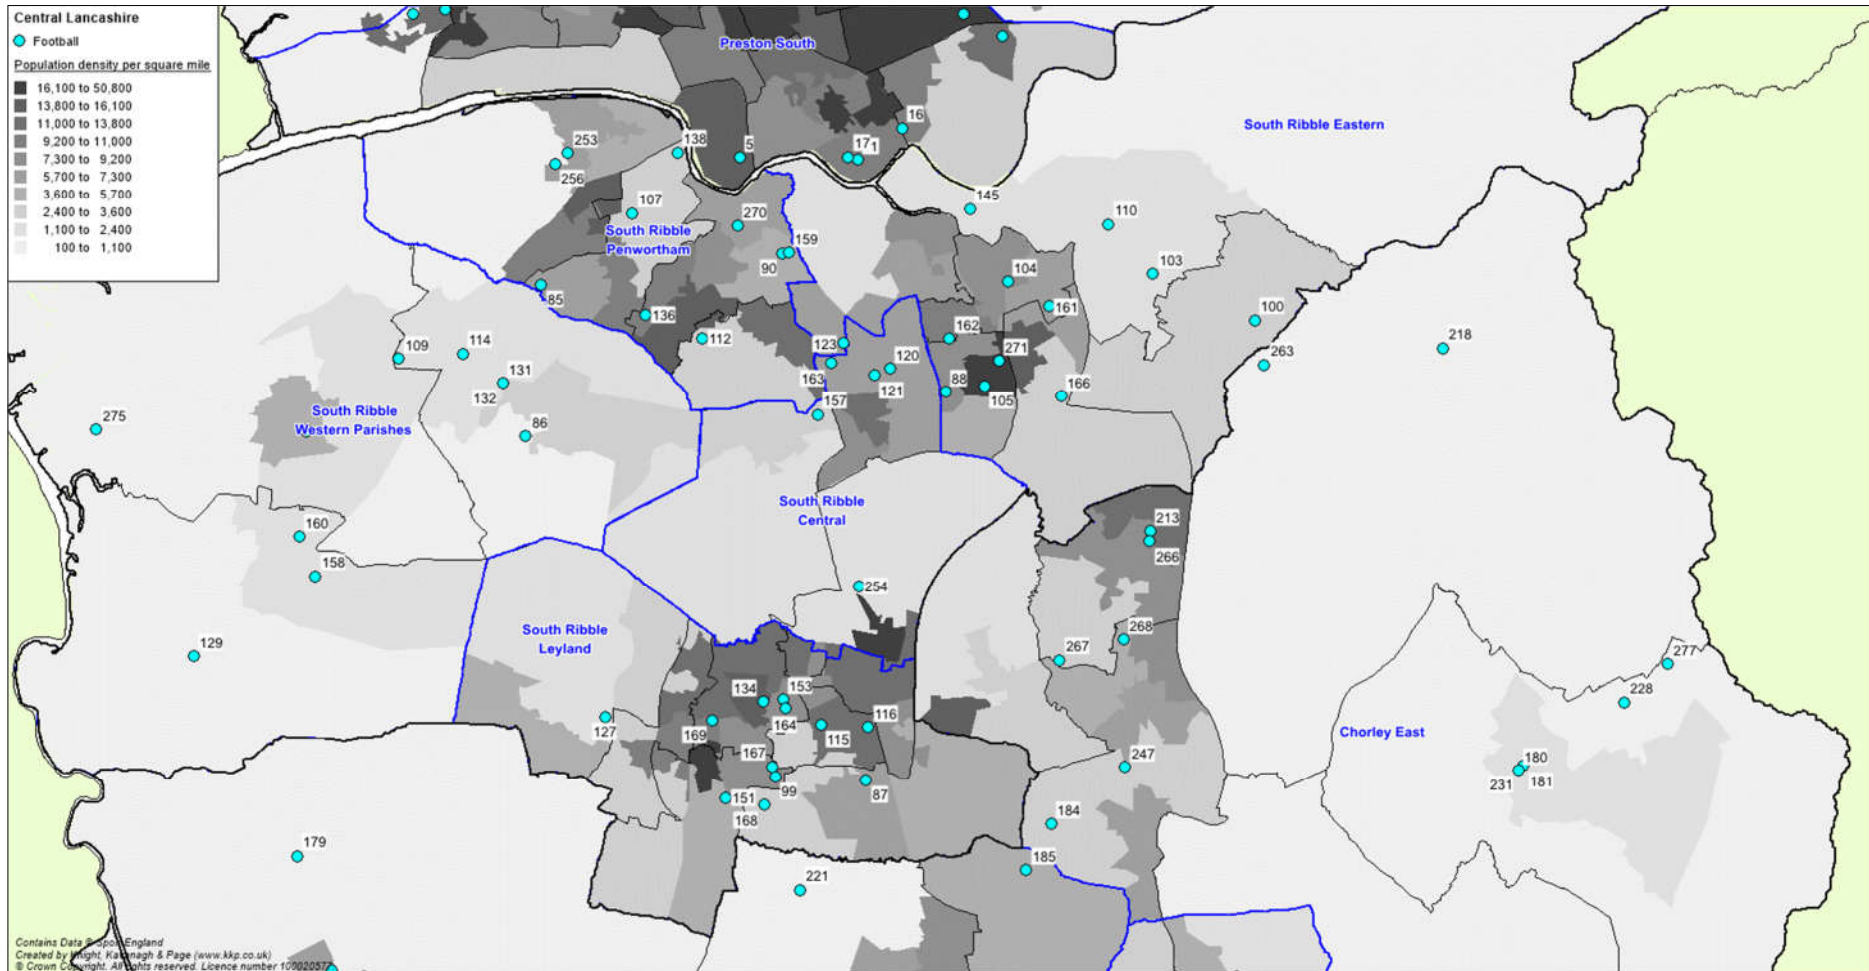 Central Lancashire
Football
Population density per square mile
16,100 to 50,800
13,800 to 16,100
11,000 to 13,800
9,200 to 11,000
7,300 to 9,200
5,700 to 7,300
3,600 to 5,700
2,400 to 3,600
1,100 to 2,400
100 to 1,100
Preston South
South Ribble Eastern
16
253
138
5
17
1
256
145
107
110
270
South Ribble
Penwortham
159
90
103
104
85
161
100
136
162
218
109
114
112
123
271
263
120
131
163
121
88
166
132
105
157
South Ribble
Western Parishes
275
86
South Ribble
Central
213
160
266
158
254
South Ribble
Leyland
268
267
129
277
134
153
228
116
164
127
169
115
Chorley East
167
247
180
231
181
99
87
151
184
168
179
185
221
Contains Data © Sport England
Created by Knight, Kavanagh & Page (www.kkp.co.uk)
© Crown Copyright. All rights reserved. Licence number 100020577